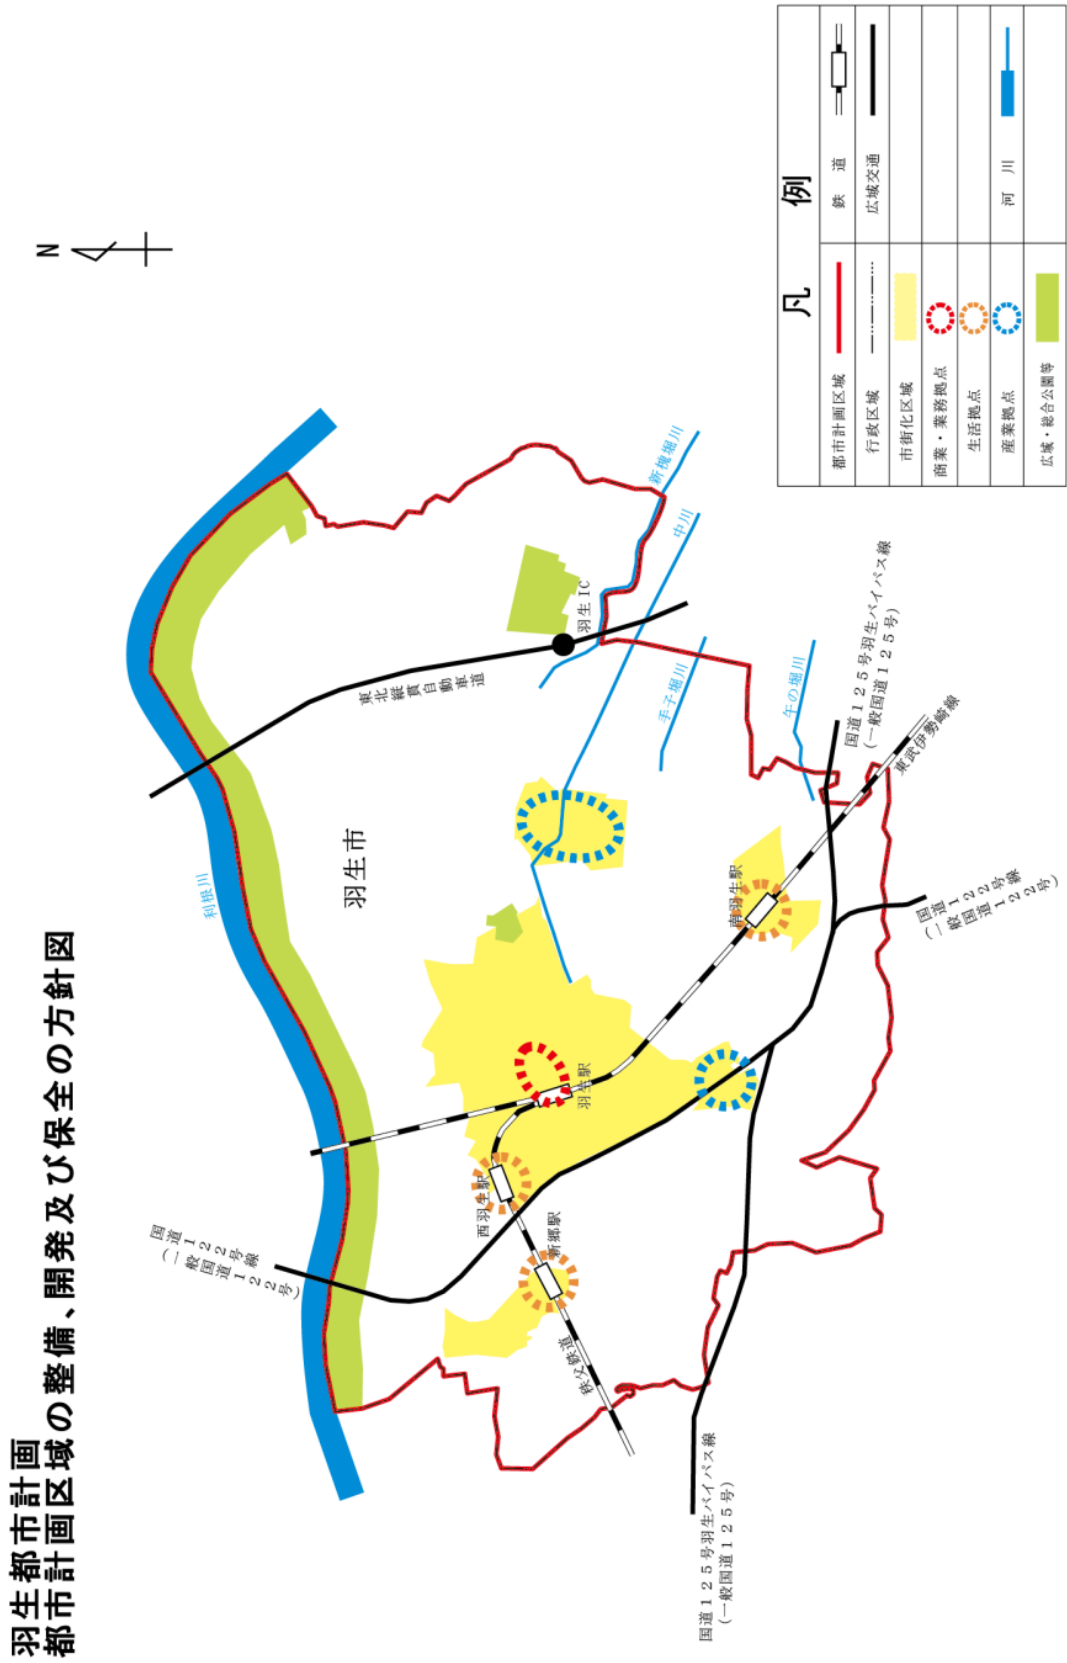 羽生都市計画
都市計画区域の整備、開発及び保全の方針図
N
凡例
都市計画区域
鉄道
行政区域
広域交通
市街化区域
商業・業務拠点
生活拠点
産業拠点
河川
広域・総合公園等
利根川
羽生市
東北縦貫自動車道
羽生IC
新槐堀川
中川
手子堀川
午の堀川
国道122号線
(一般国道122号)
西羽生駅
新郷駅
羽生駅
南羽生駅
秩父鉄道
東武伊勢崎線
国道125号羽生バイパス線
(一般国道125号)
国道122号線
(一般国道122号)
国道125号羽生バイパス線
(一般国道125号)